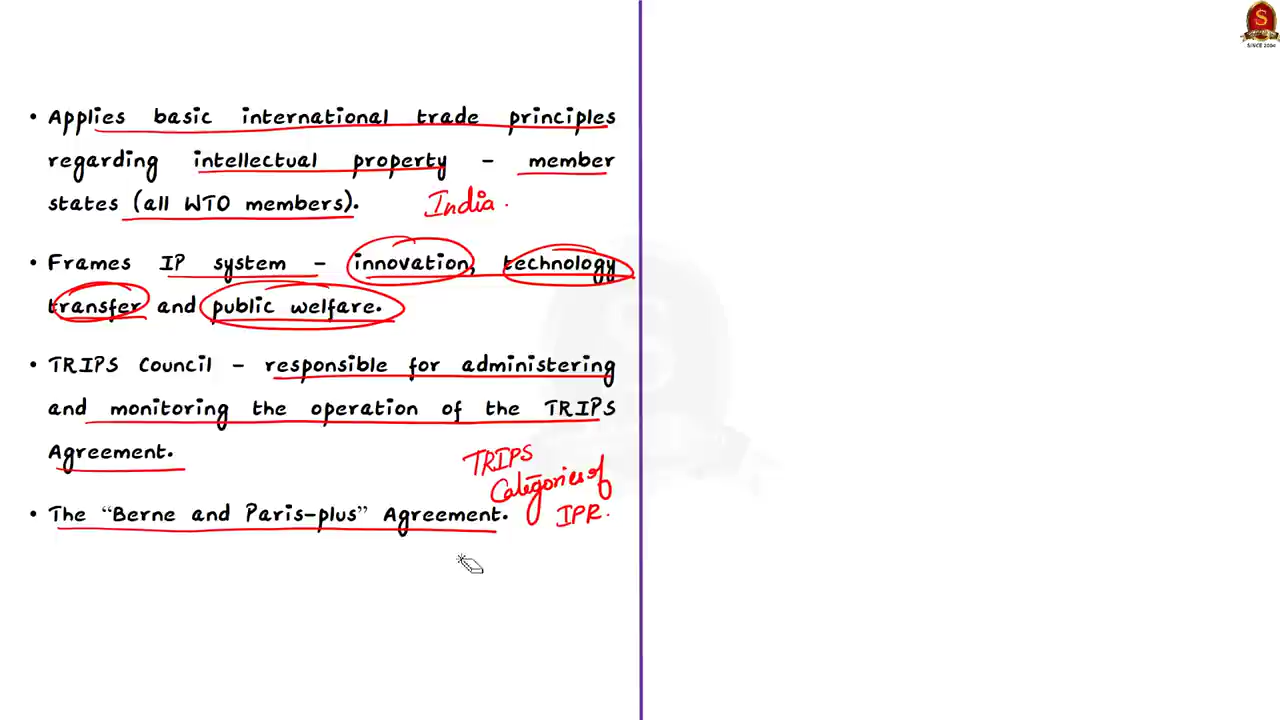 S
SINCE 2004
• Applies basic international trade principles
regarding intellectual property - member
states (all WTO members).
India.
• Frames IP system - innovation, technology
transfer and public welfare.
• TRIPS Council - responsible for administering
and monitoring the operation of the TRIPS
Agreement.
TRIPS
Categories of
IPR.
• The “Berne and Paris-plus” Agreement.